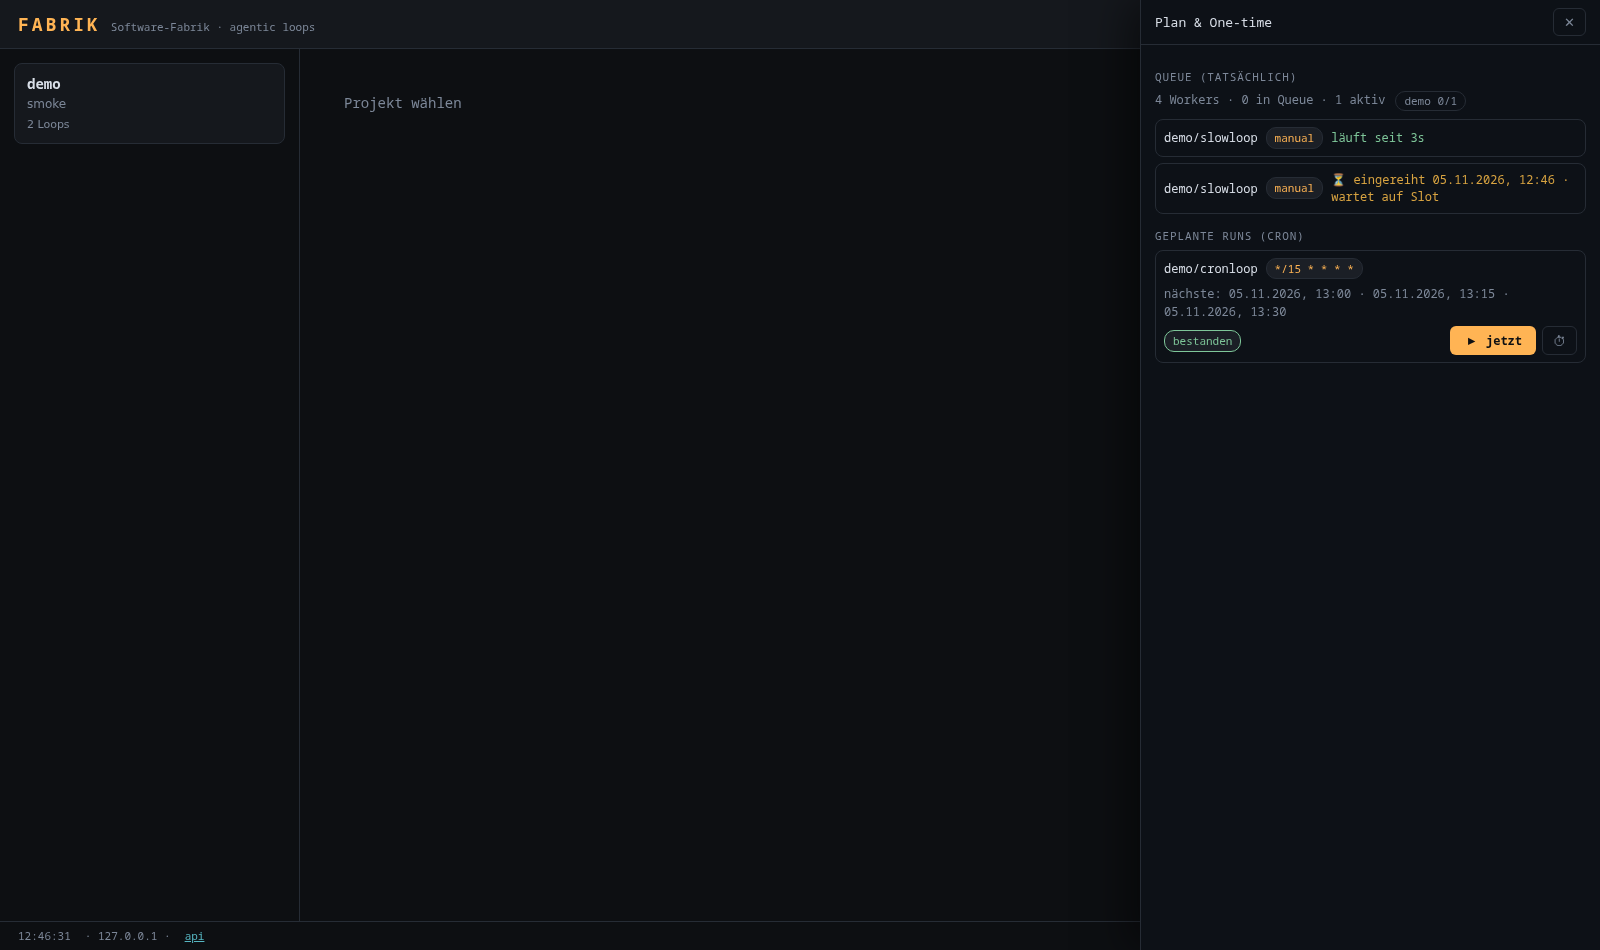 FABRIK Software-Fabrik · agentic loops
demo
smoke
2 Loops
Projekt wählen
Plan & One-time ✕
QUEUE (TATSÄCHLICH)
4 Workers · 0 in Queue · 1 aktiv demo 0/1
demo/slowloop manual läuft seit 3s
demo/slowloop manual ⏳ eingereiht 05.11.2026, 12:46 ·
wartet auf Slot
GEPLANTE RUNS (CRON)
demo/cronloop */15 * * * *
nächste: 05.11.2026, 13:00 · 05.11.2026, 13:15 ·
05.11.2026, 13:30
bestanden ▶ jetzt ⏱
12:46:31 · 127.0.0.1 · api